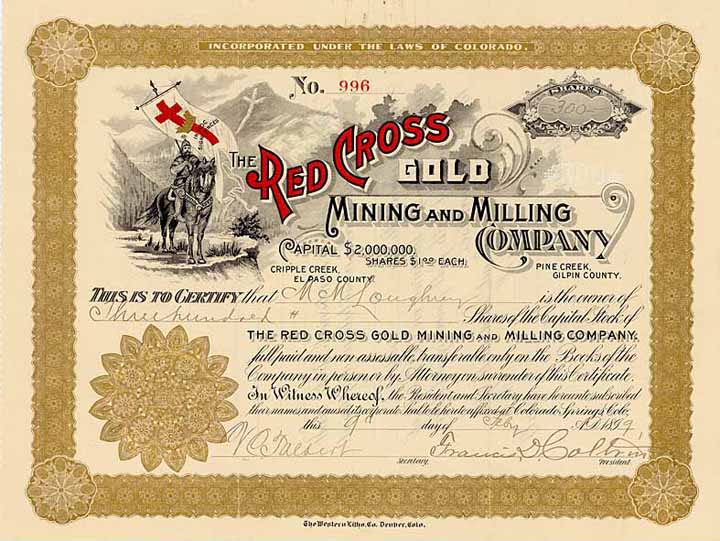 INCORPORATED UNDER THE LAWS OF COLORADO.
No. 996
SHARES
300
THE RED CROSS
GOLD
MINING AND MILLING
COMPANY
CAPITAL $2,000,000.
SHARES $1.00 EACH.
CRIPPLE CREEK,
EL PASO COUNTY.
PINE CREEK,
GILPIN COUNTY.
THIS IS TO CERTIFY that M. M. Loughrey is the owner of
Three hundred Shares of the Capital Stock of
THE RED CROSS GOLD MINING AND MILLING COMPANY,
full paid and non assessable, transferable only on the Books of the
Company in person or by Attorney on surrender of this Certificate.
In Witness Whereof, the President and Secretary have hereunto subscribed
their names and caused its corporate seal to be hereto affixed at Colorado Springs, Colo.
this day of Feby A.D. 1899
Secretary. Francis D. President.
The Western Litho. Co. Denver, Colo.